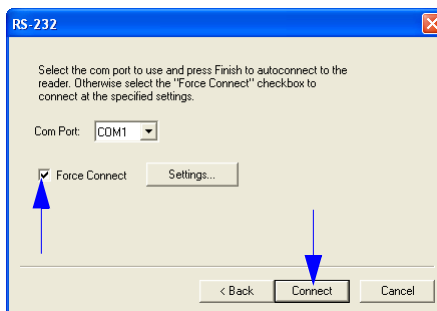 RS-232
Select the com port to use and press Finish to autoconnect to the
reader. Otherwise select the "Force Connect" checkbox to
connect at the specified settings.
Com Port: COM1
Force Connect Settings...
< Back Connect Cancel